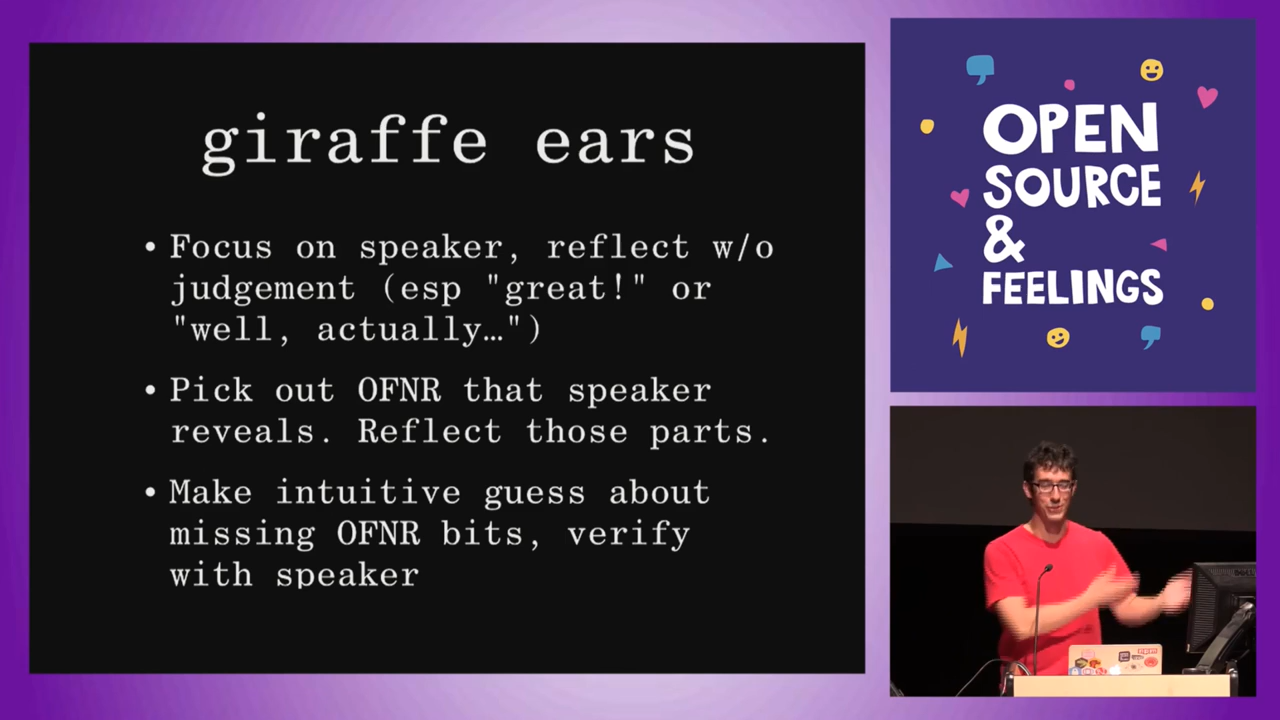 giraffe ears
• Focus on speaker, reflect w/o
judgement (esp "great!" or
"well, actually…")
• Pick out OFNR that speaker
reveals. Reflect those parts.
• Make intuitive guess about
missing OFNR bits, verify
with speaker
OPEN
SOURCE
&
FEELINGS
DELL